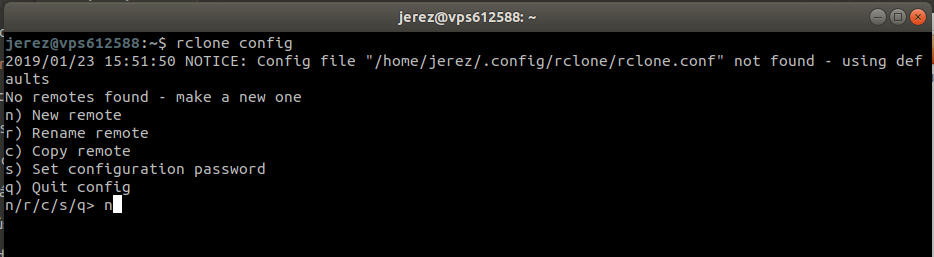 jerez@vps612588: ~
jerez@vps612588:~$ rclone config
2019/01/23 15:51:50 NOTICE: Config file "/home/jerez/.config/rclone/rclone.conf" not found - using def
aults
No remotes found - make a new one
n) New remote
r) Rename remote
c) Copy remote
s) Set configuration password
q) Quit config
n/r/c/s/q> n